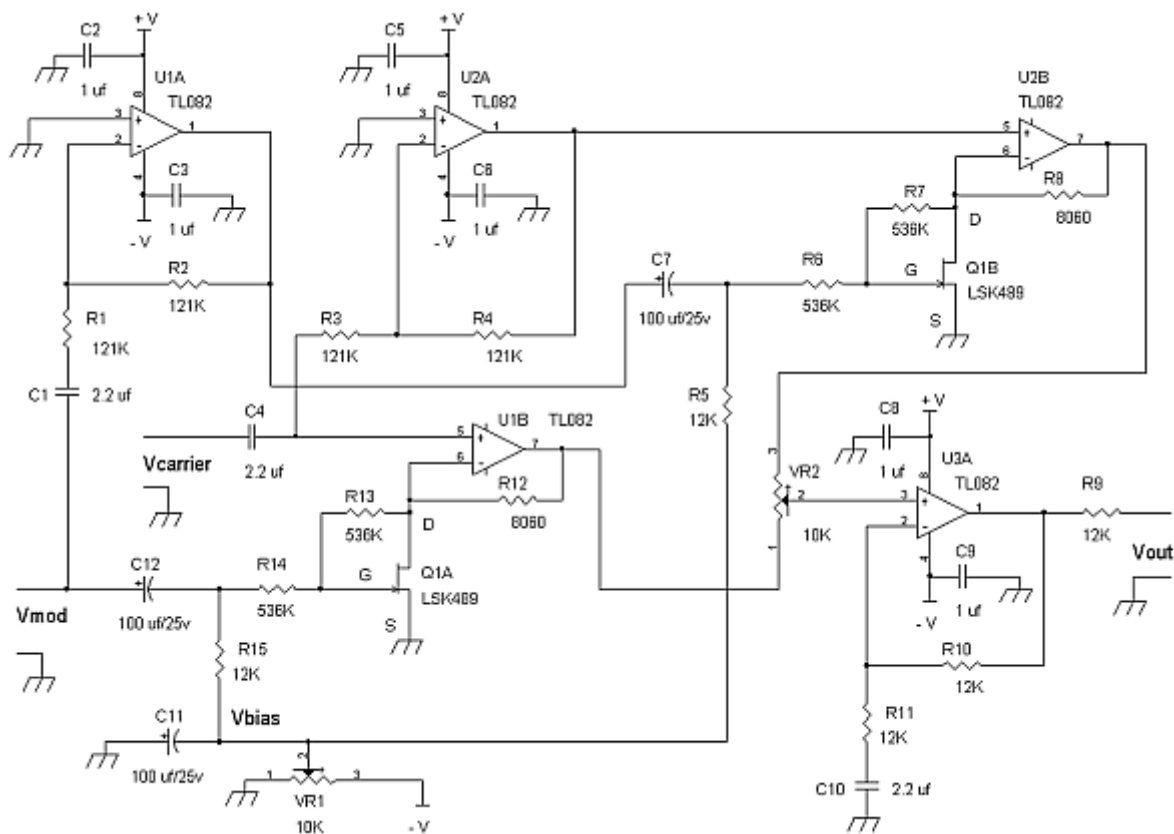 C2
+ V
C5
+ V
1 uf
U1A
TL082
8
3
+
2
-
1
4
C3
1 uf
- V
1 uf
U2A
TL082
8
3
+
2
-
1
4
C6
1 uf
- V
U2B
TL082
5
+
6
-
7
R7
536K
D
R8
8060
G
Q1B
LSK489
S
R2
121K
R1
121K
C1
2.2 uf
C7
+
100 uf/25v
R6
536K
R3
121K
R4
121K
R5
12K
C4
2.2 uf
Vcarrier
U1B
TL082
5
+
6
-
7
R13
536K
D
R12
8060
G
Q1A
LSK489
S
3
VR2
2
10K
1
C8
+ V
1 uf
U3A
TL082
8
3
+
2
-
1
4
C9
1 uf
- V
R9
12K
Vout
C12
+
100 uf/25v
R14
536K
Vmod
R15
12K
R10
12K
R11
12K
C11
+
100 uf/25v
Vbias
2
1
3
VR1
10K
- V
C10
2.2 uf